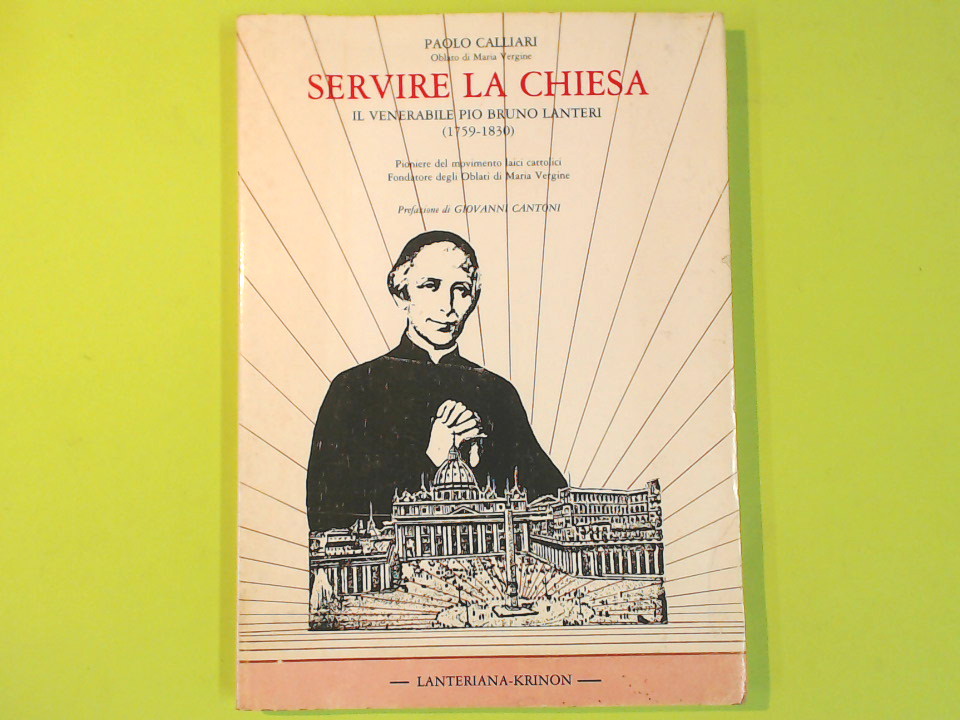 PAOLO CALLIARI
Oblato di Maria Vergine
SERVIRE LA CHIESA
IL VENERABILE PIO BRUNO LANTERI
(1759-1830)
Pioniere del movimento laici cattolici
Fondatore degli Oblati di Maria Vergine
Prefazione di GIOVANNI CANTONI
— LANTERIANA-KRINON —